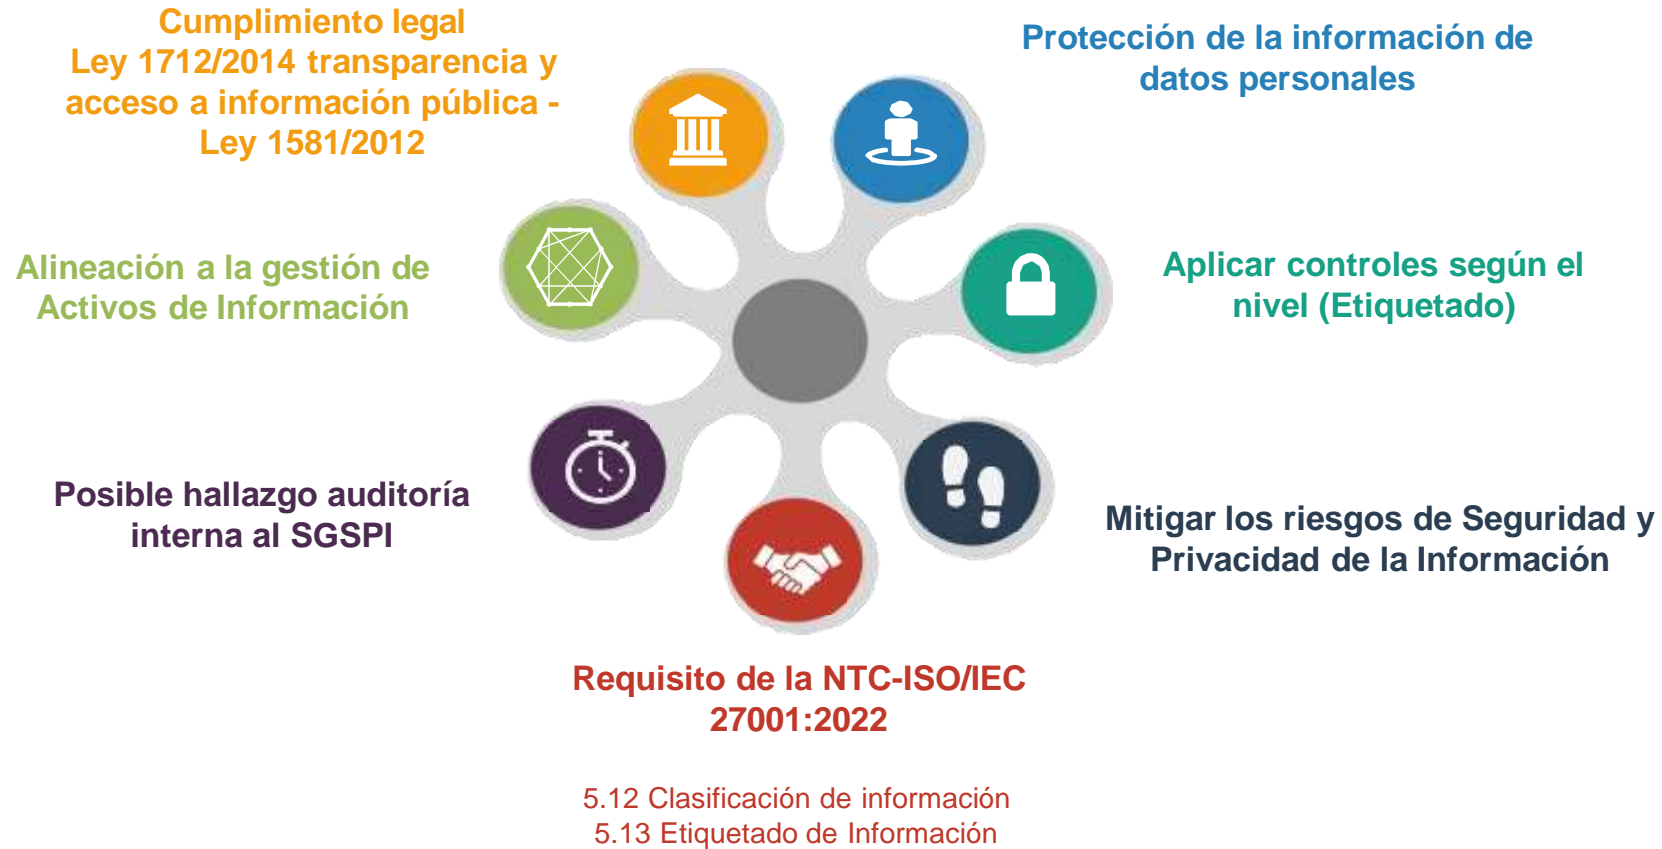 Cumplimiento legal
Ley 1712/2014 transparencia y
acceso a información pública -
Ley 1581/2012
Protección de la información de
datos personales
Alineación a la gestión de
Activos de Información
Aplicar controles según el
nivel (Etiquetado)
Posible hallazgo auditoría
interna al SGSPI
Mitigar los riesgos de Seguridad y
Privacidad de la Información
Requisito de la NTC-ISO/IEC
27001:2022
5.12 Clasificación de información
5.13 Etiquetado de Información